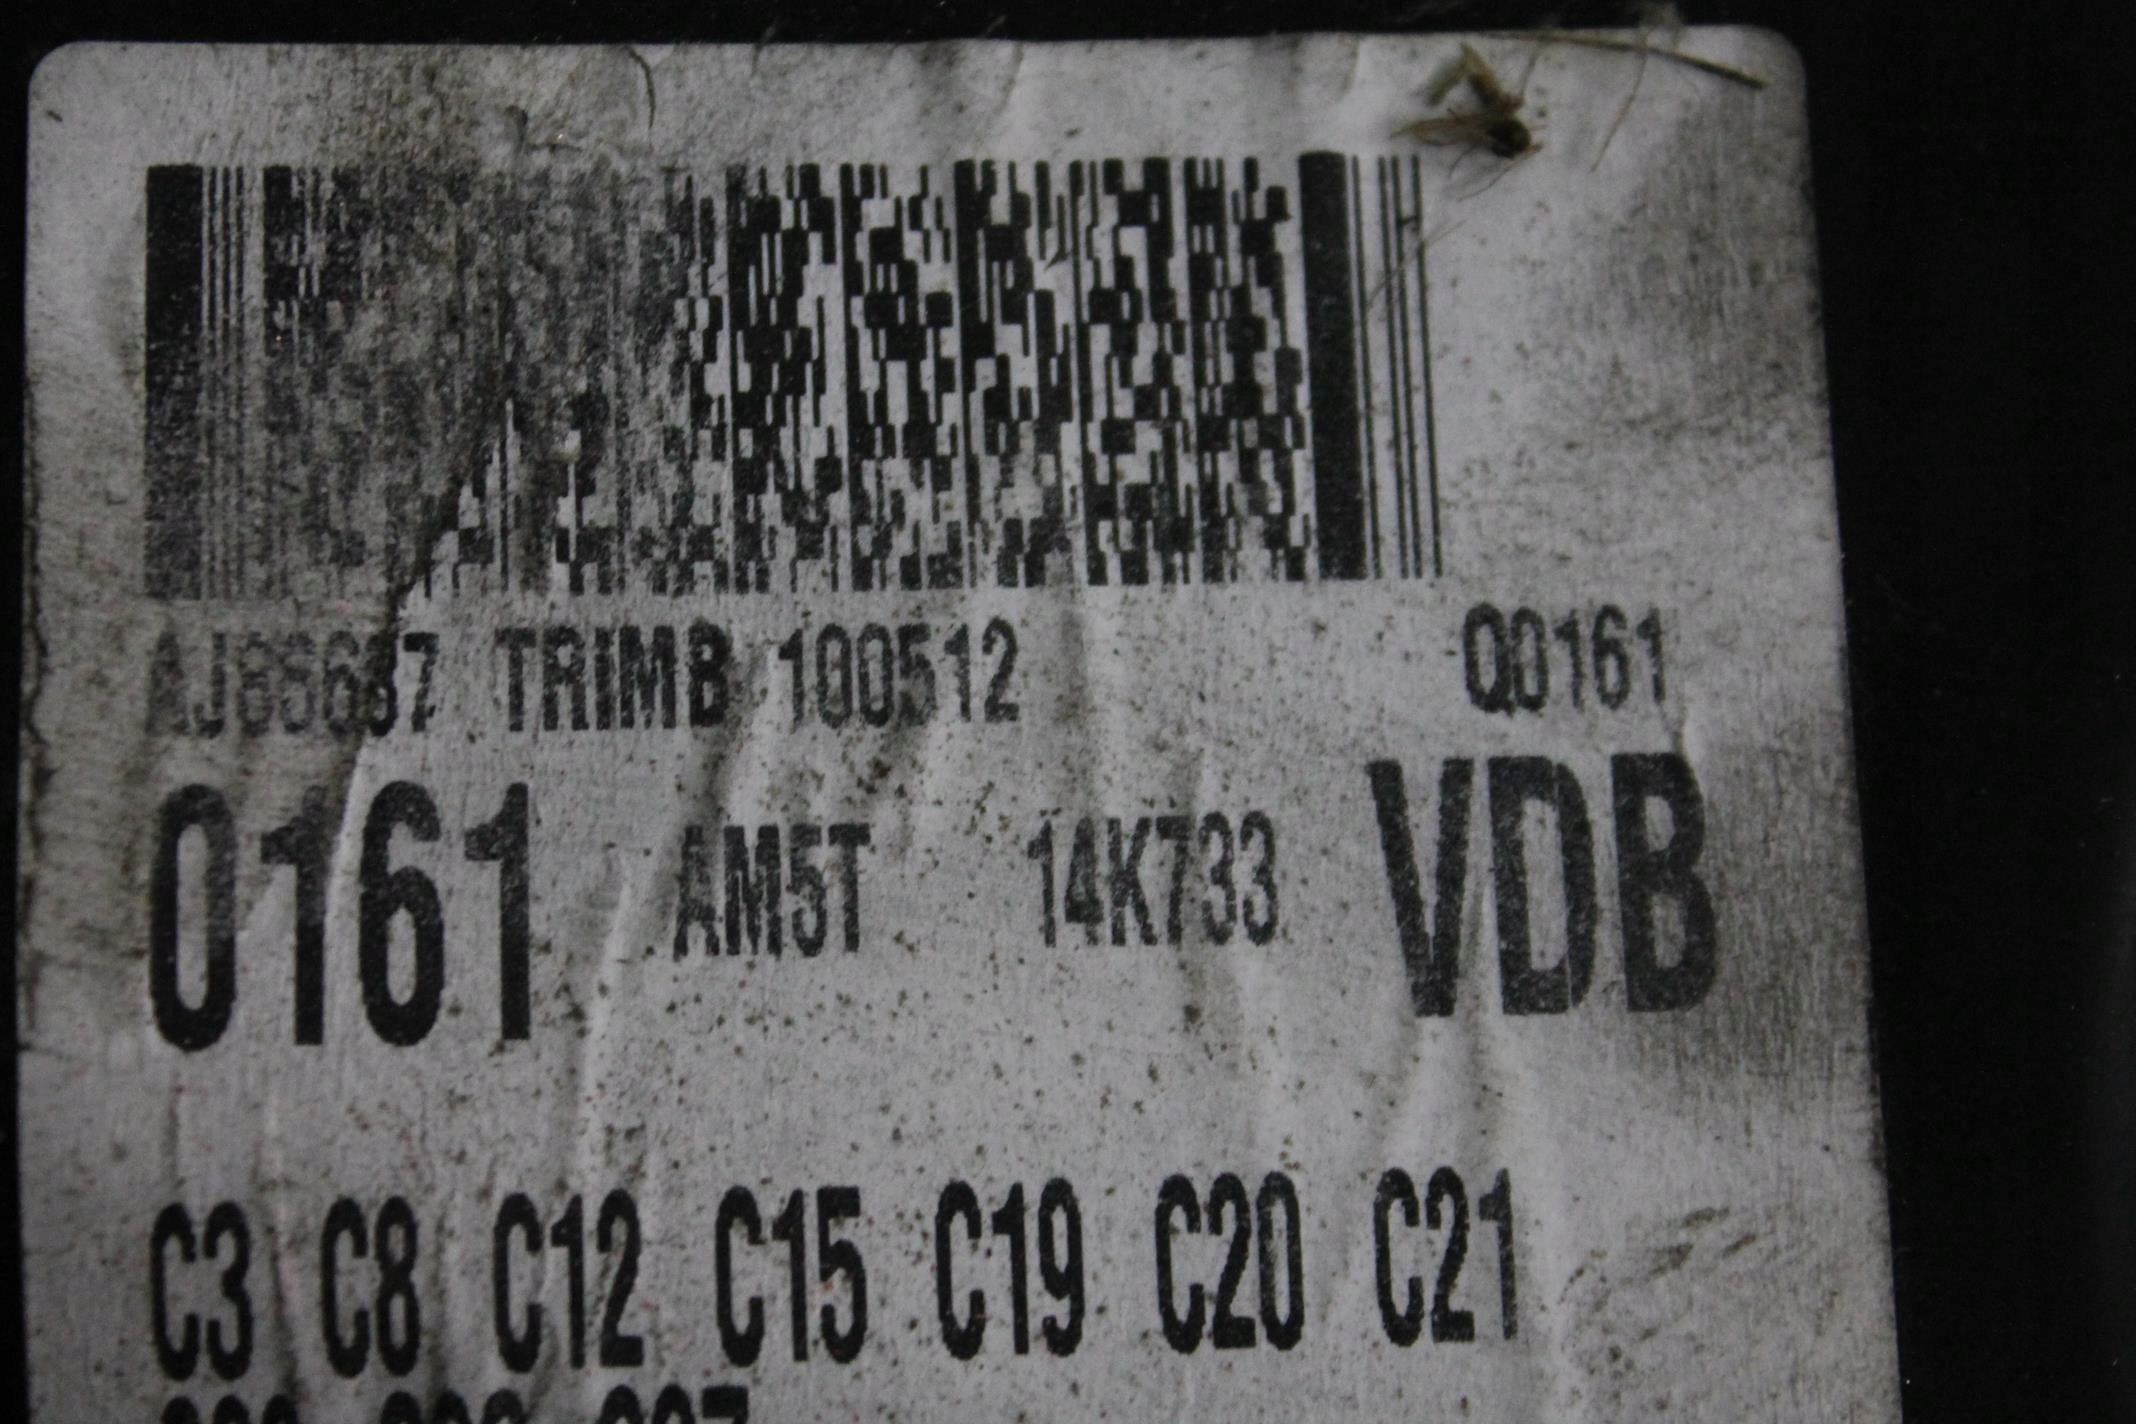 TRIMB 100512 Q0161
0161 AM5T 14K733 VDB
C3 C8 C12 C15 C19 C20 C21